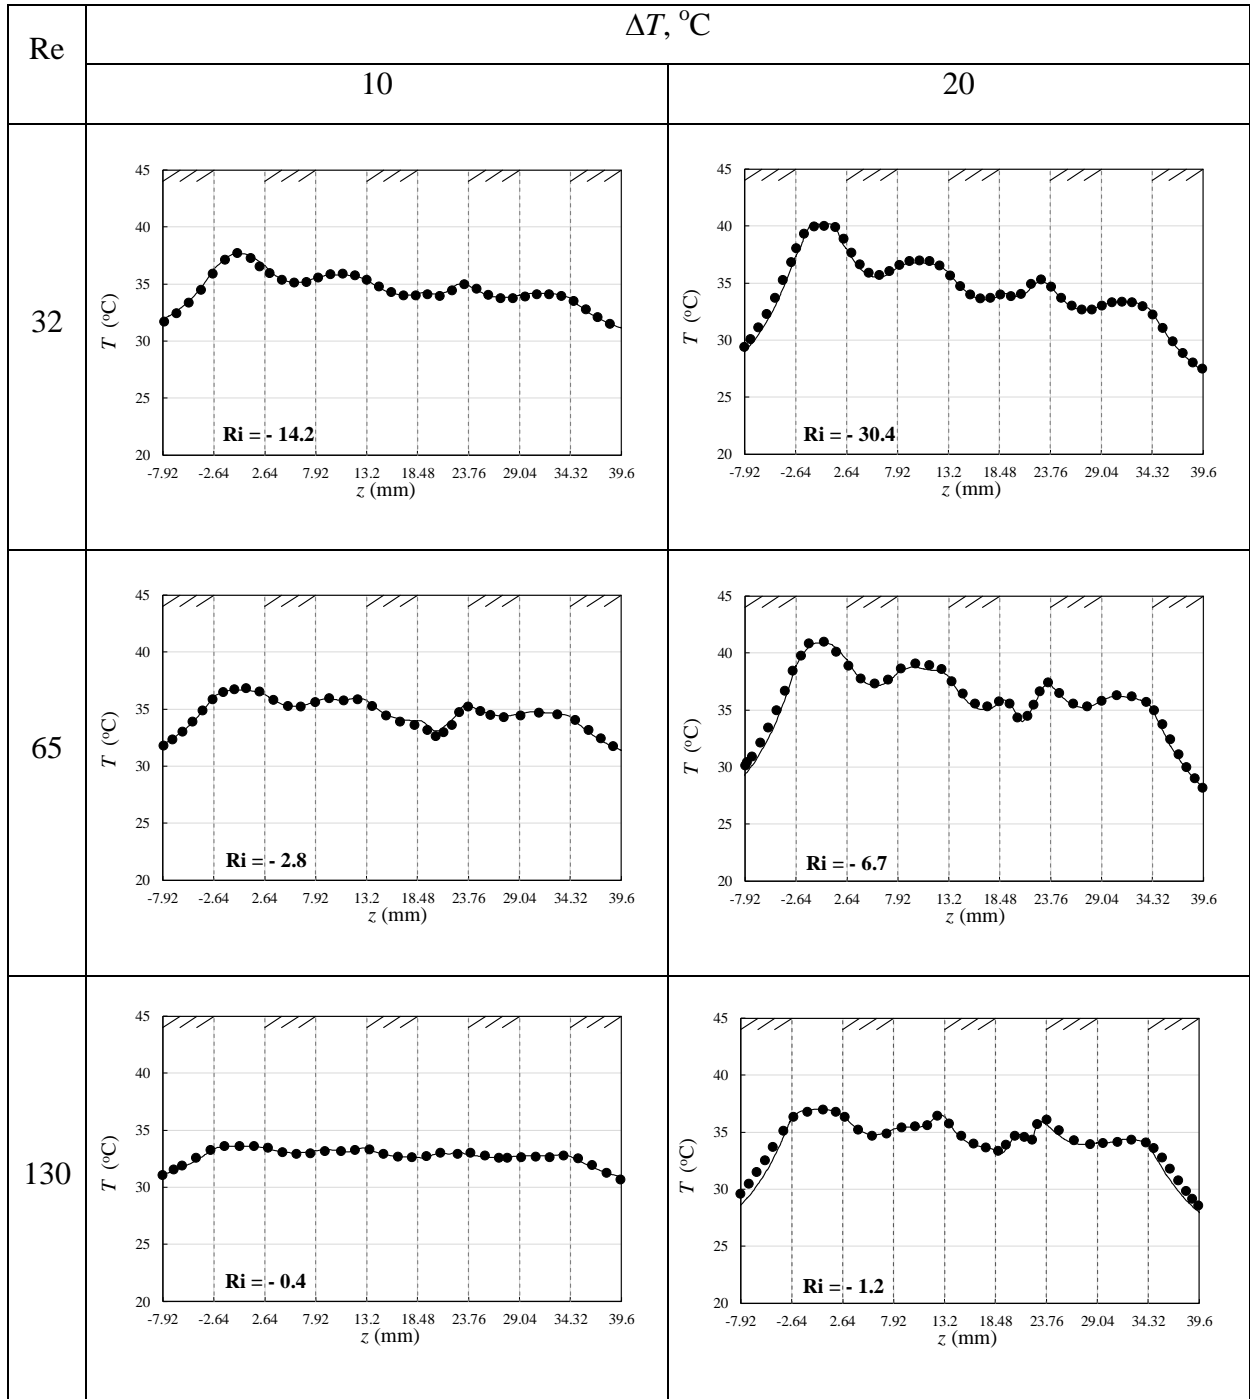 Re
ΔT, °C
10
20
32
45
40
35
30
25
20
T (°C)
Ri = - 14.2
-7.92 -2.64 2.64 7.92 13.2 18.48 23.76 29.04 34.32 39.6
z (mm)
45
40
35
30
25
20
T (°C)
Ri = - 30.4
-7.92 -2.64 2.64 7.92 13.2 18.48 23.76 29.04 34.32 39.6
z (mm)
65
45
40
35
30
25
20
T (°C)
Ri = - 2.8
-7.92 -2.64 2.64 7.92 13.2 18.48 23.76 29.04 34.32 39.6
z (mm)
45
40
35
30
25
20
T (°C)
Ri = - 6.7
-7.92 -2.64 2.64 7.92 13.2 18.48 23.76 29.04 34.32 39.6
z (mm)
130
45
40
35
30
25
20
T (°C)
Ri = - 0.4
-7.92 -2.64 2.64 7.92 13.2 18.48 23.76 29.04 34.32 39.6
z (mm)
45
40
35
30
25
20
T (°C)
Ri = - 1.2
-7.92 -2.64 2.64 7.92 13.2 18.48 23.76 29.04 34.32 39.6
z (mm)